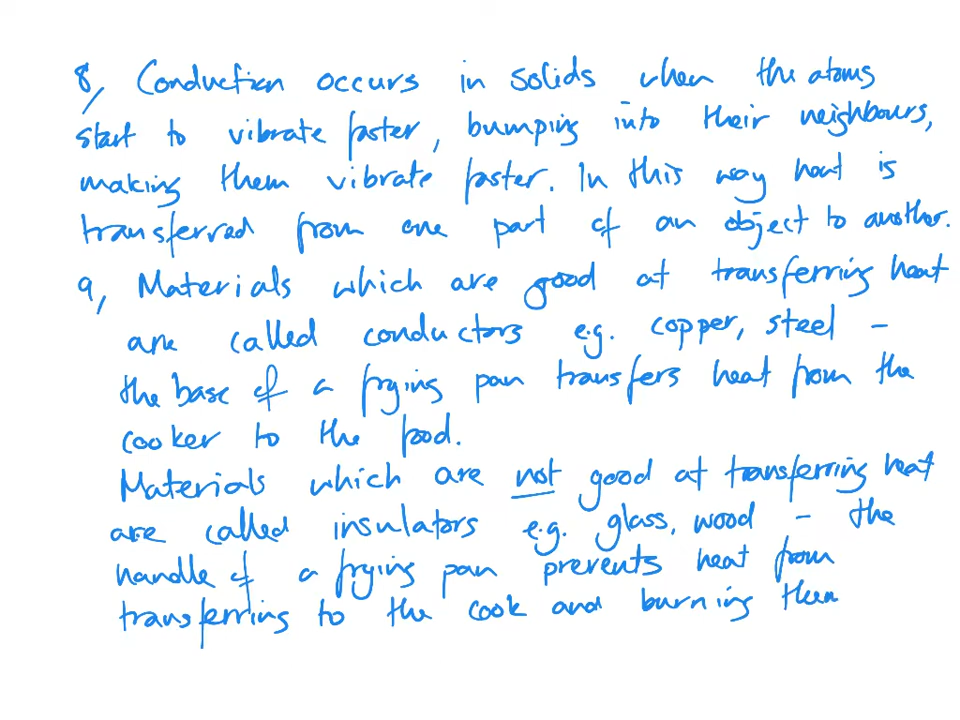 8, Conduction occurs in solids when the atoms
start to vibrate faster, bumping into their neighbours,
making them vibrate faster. In this way heat is
transferred from one part of an object to another.
9, Materials which are good at transferring heat
are called conductors e.g. copper, steel -
the base of a frying pan transfers heat from the
cooker to the food.
Materials which are not good at transferring heat
are called insulators e.g. glass, wood - the
handle of a frying pan prevents heat from
transferring to the cook and burning them